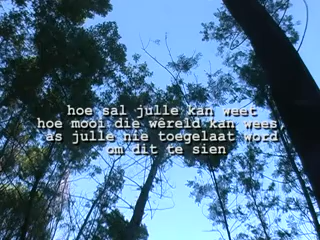 hoe sal julle kan weet
hoe mooi die wêreld kan wees,
as julle nie toegelaat word
om dit te sien